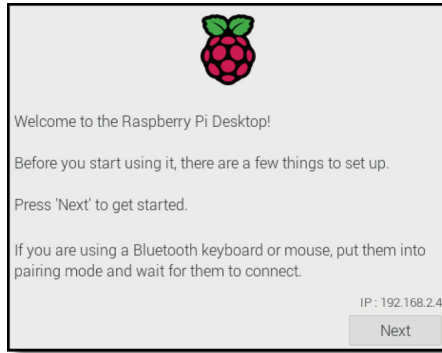 Welcome to the Raspberry Pi Desktop!
Before you start using it, there are a few things to set up.
Press 'Next' to get started.
If you are using a Bluetooth keyboard or mouse, put them into
pairing mode and wait for them to connect.
IP : 192.168.2.4
Next